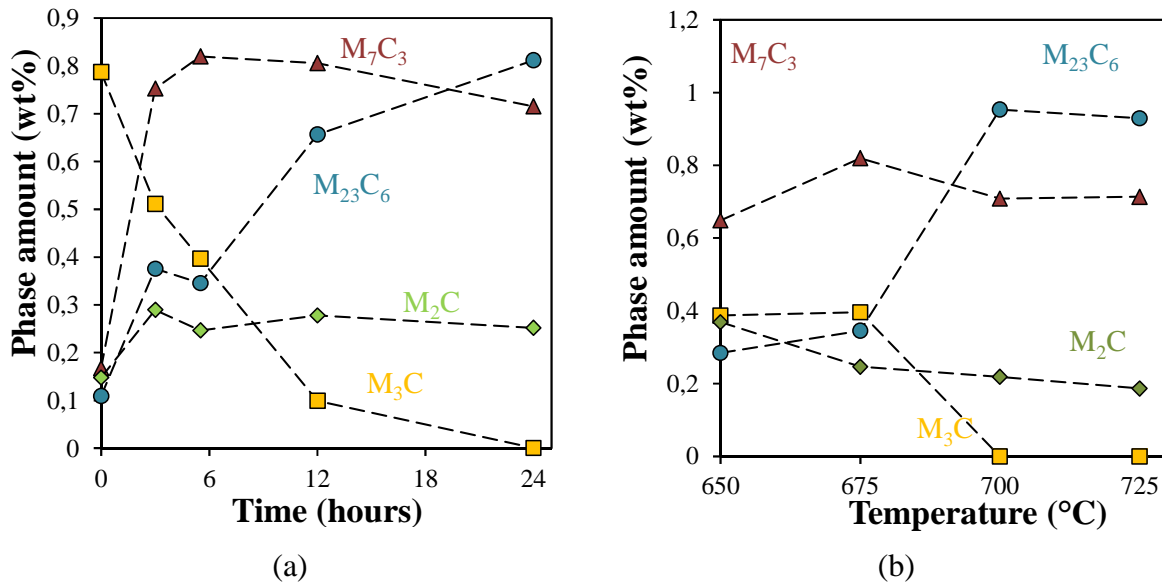 Phase amount (wt%)
0,9
0,8
0,7
0,6
0,5
0,4
0,3
0,2
0,1
0
M₇C₃
M₂₃C₆
M₂C
M₃C
0 6 12 18 24
Time (hours)
(a)
Phase amount (wt%)
1,2
1
0,8
0,6
0,4
0,2
0
M₇C₃
M₂₃C₆
M₂C
M₃C
650 675 700 725
Temperature (°C)
(b)